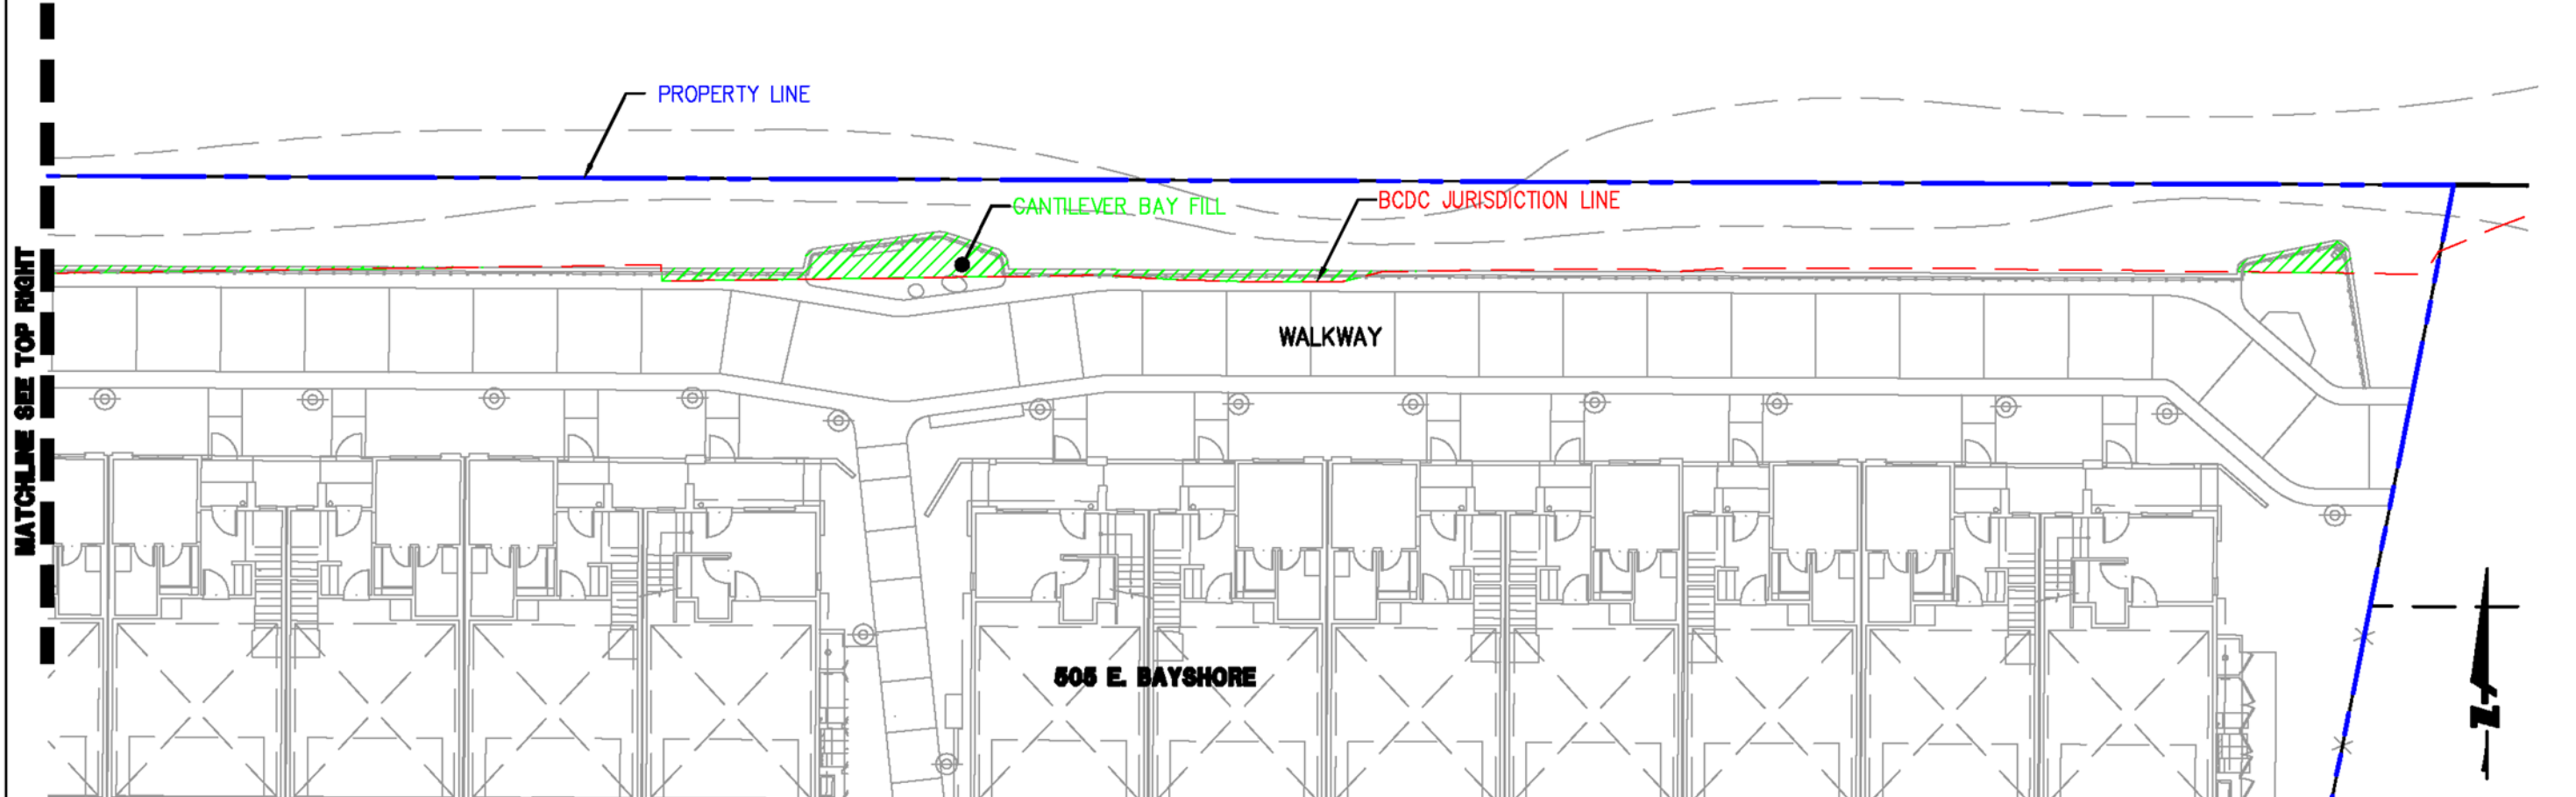 PROPERTY LINE
CANTILEVER BAY FILL
BCDC JURISDICTION LINE
MATCHLINE SEE TOP RIGHT
WALKWAY
505 E. BAYSHORE
Z